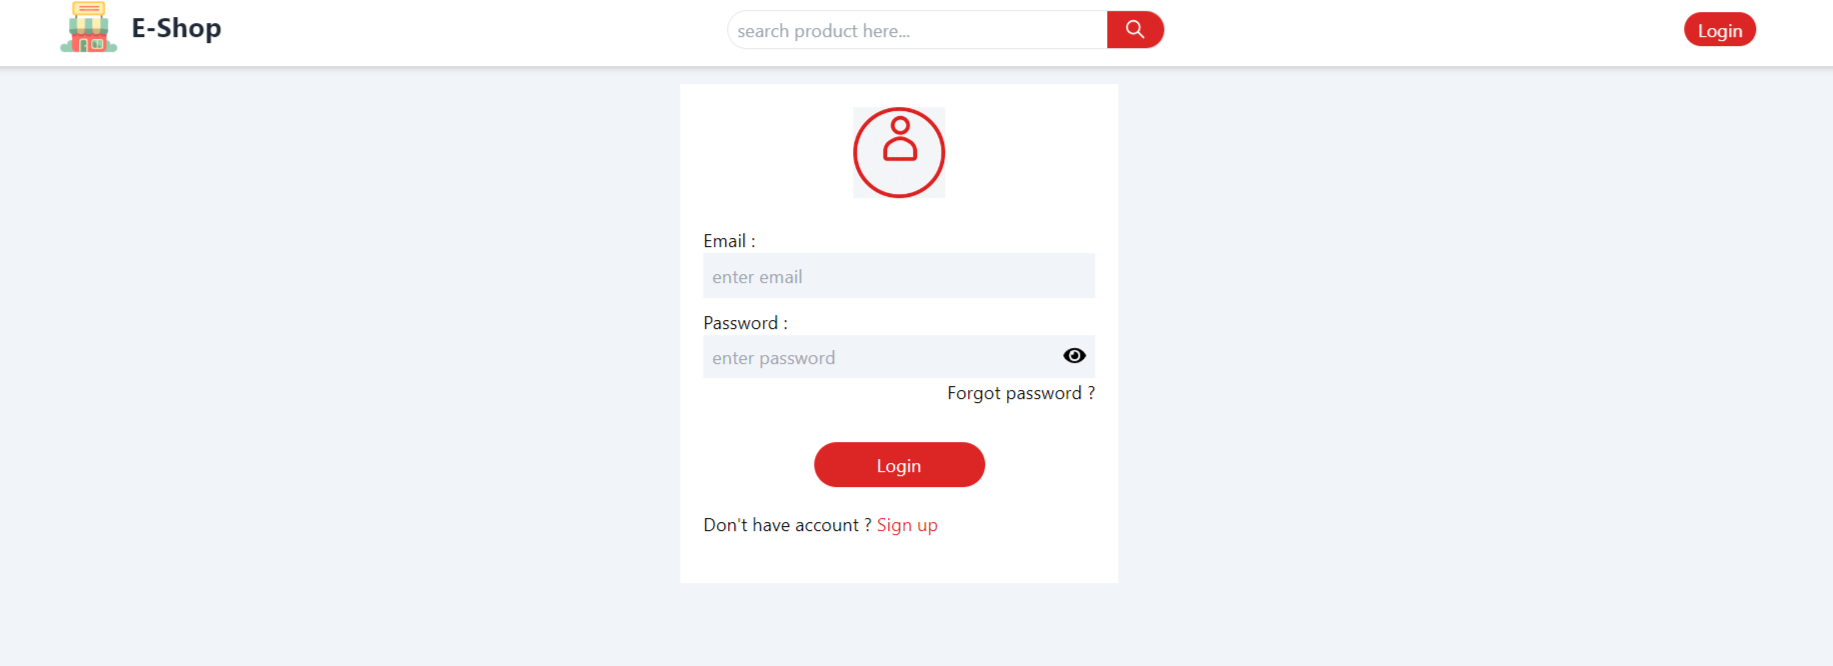 E-Shop
search product here...
Login
Email :
enter email
Password :
enter password
Forgot password ?
Login
Don't have account ? Sign up